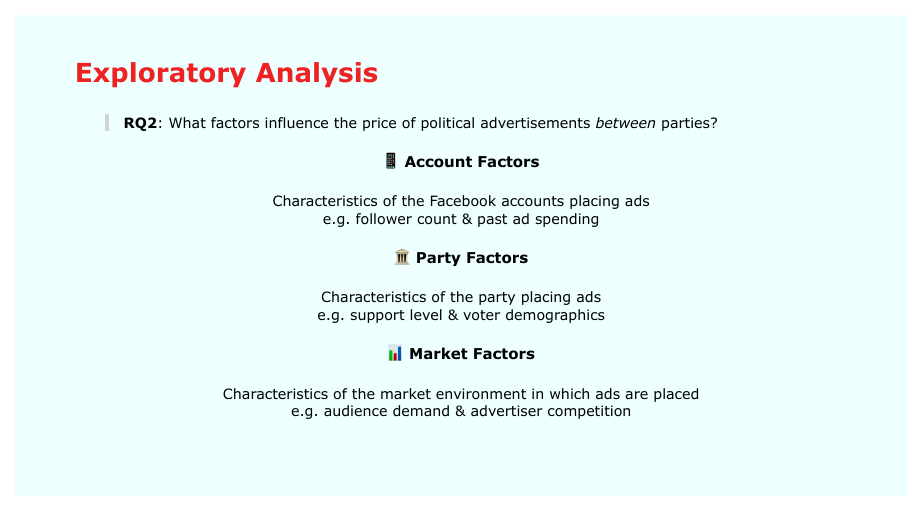 Exploratory Analysis
RQ2: What factors influence the price of political advertisements between parties?
📱 Account Factors
Characteristics of the Facebook accounts placing ads
e.g. follower count & past ad spending
🏛️ Party Factors
Characteristics of the party placing ads
e.g. support level & voter demographics
📊 Market Factors
Characteristics of the market environment in which ads are placed
e.g. audience demand & advertiser competition